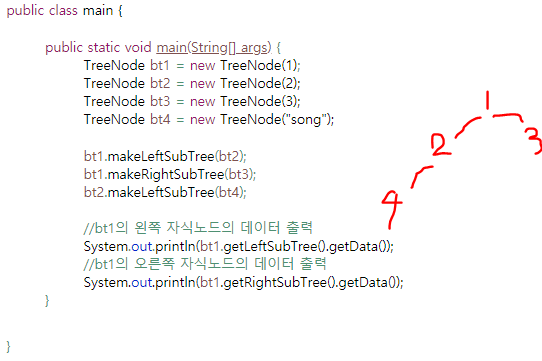 public class main {
public static void main(String[] args) {
TreeNode bt1 = new TreeNode(1);
TreeNode bt2 = new TreeNode(2);
TreeNode bt3 = new TreeNode(3);
TreeNode bt4 = new TreeNode("song");
bt1.makeLeftSubTree(bt2);
bt1.makeRightSubTree(bt3);
bt2.makeLeftSubTree(bt4);
//bt1의 왼쪽 자식노드의 데이터 출력
System.out.println(bt1.getLeftSubTree().getData());
//bt1의 오른쪽 자식노드의 데이터 출력
System.out.println(bt1.getRightSubTree().getData());
}
}
1
2 3
4